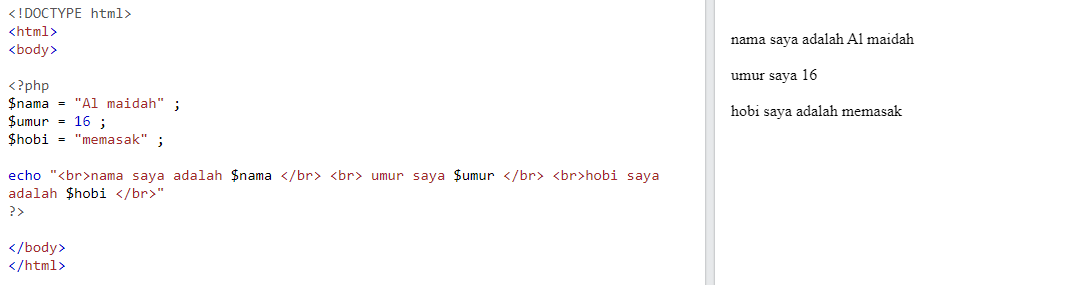 <!DOCTYPE html>
<html>
<body>
<?php
$nama = "Al maidah" ;
$umur = 16 ;
$hobi = "memasak" ;
echo "<br>nama saya adalah $nama </br> <br> umur saya $umur </br> <br>hobi saya
adalah $hobi </br>"
?>
</body>
</html>
nama saya adalah Al maidah
umur saya 16
hobi saya adalah memasak